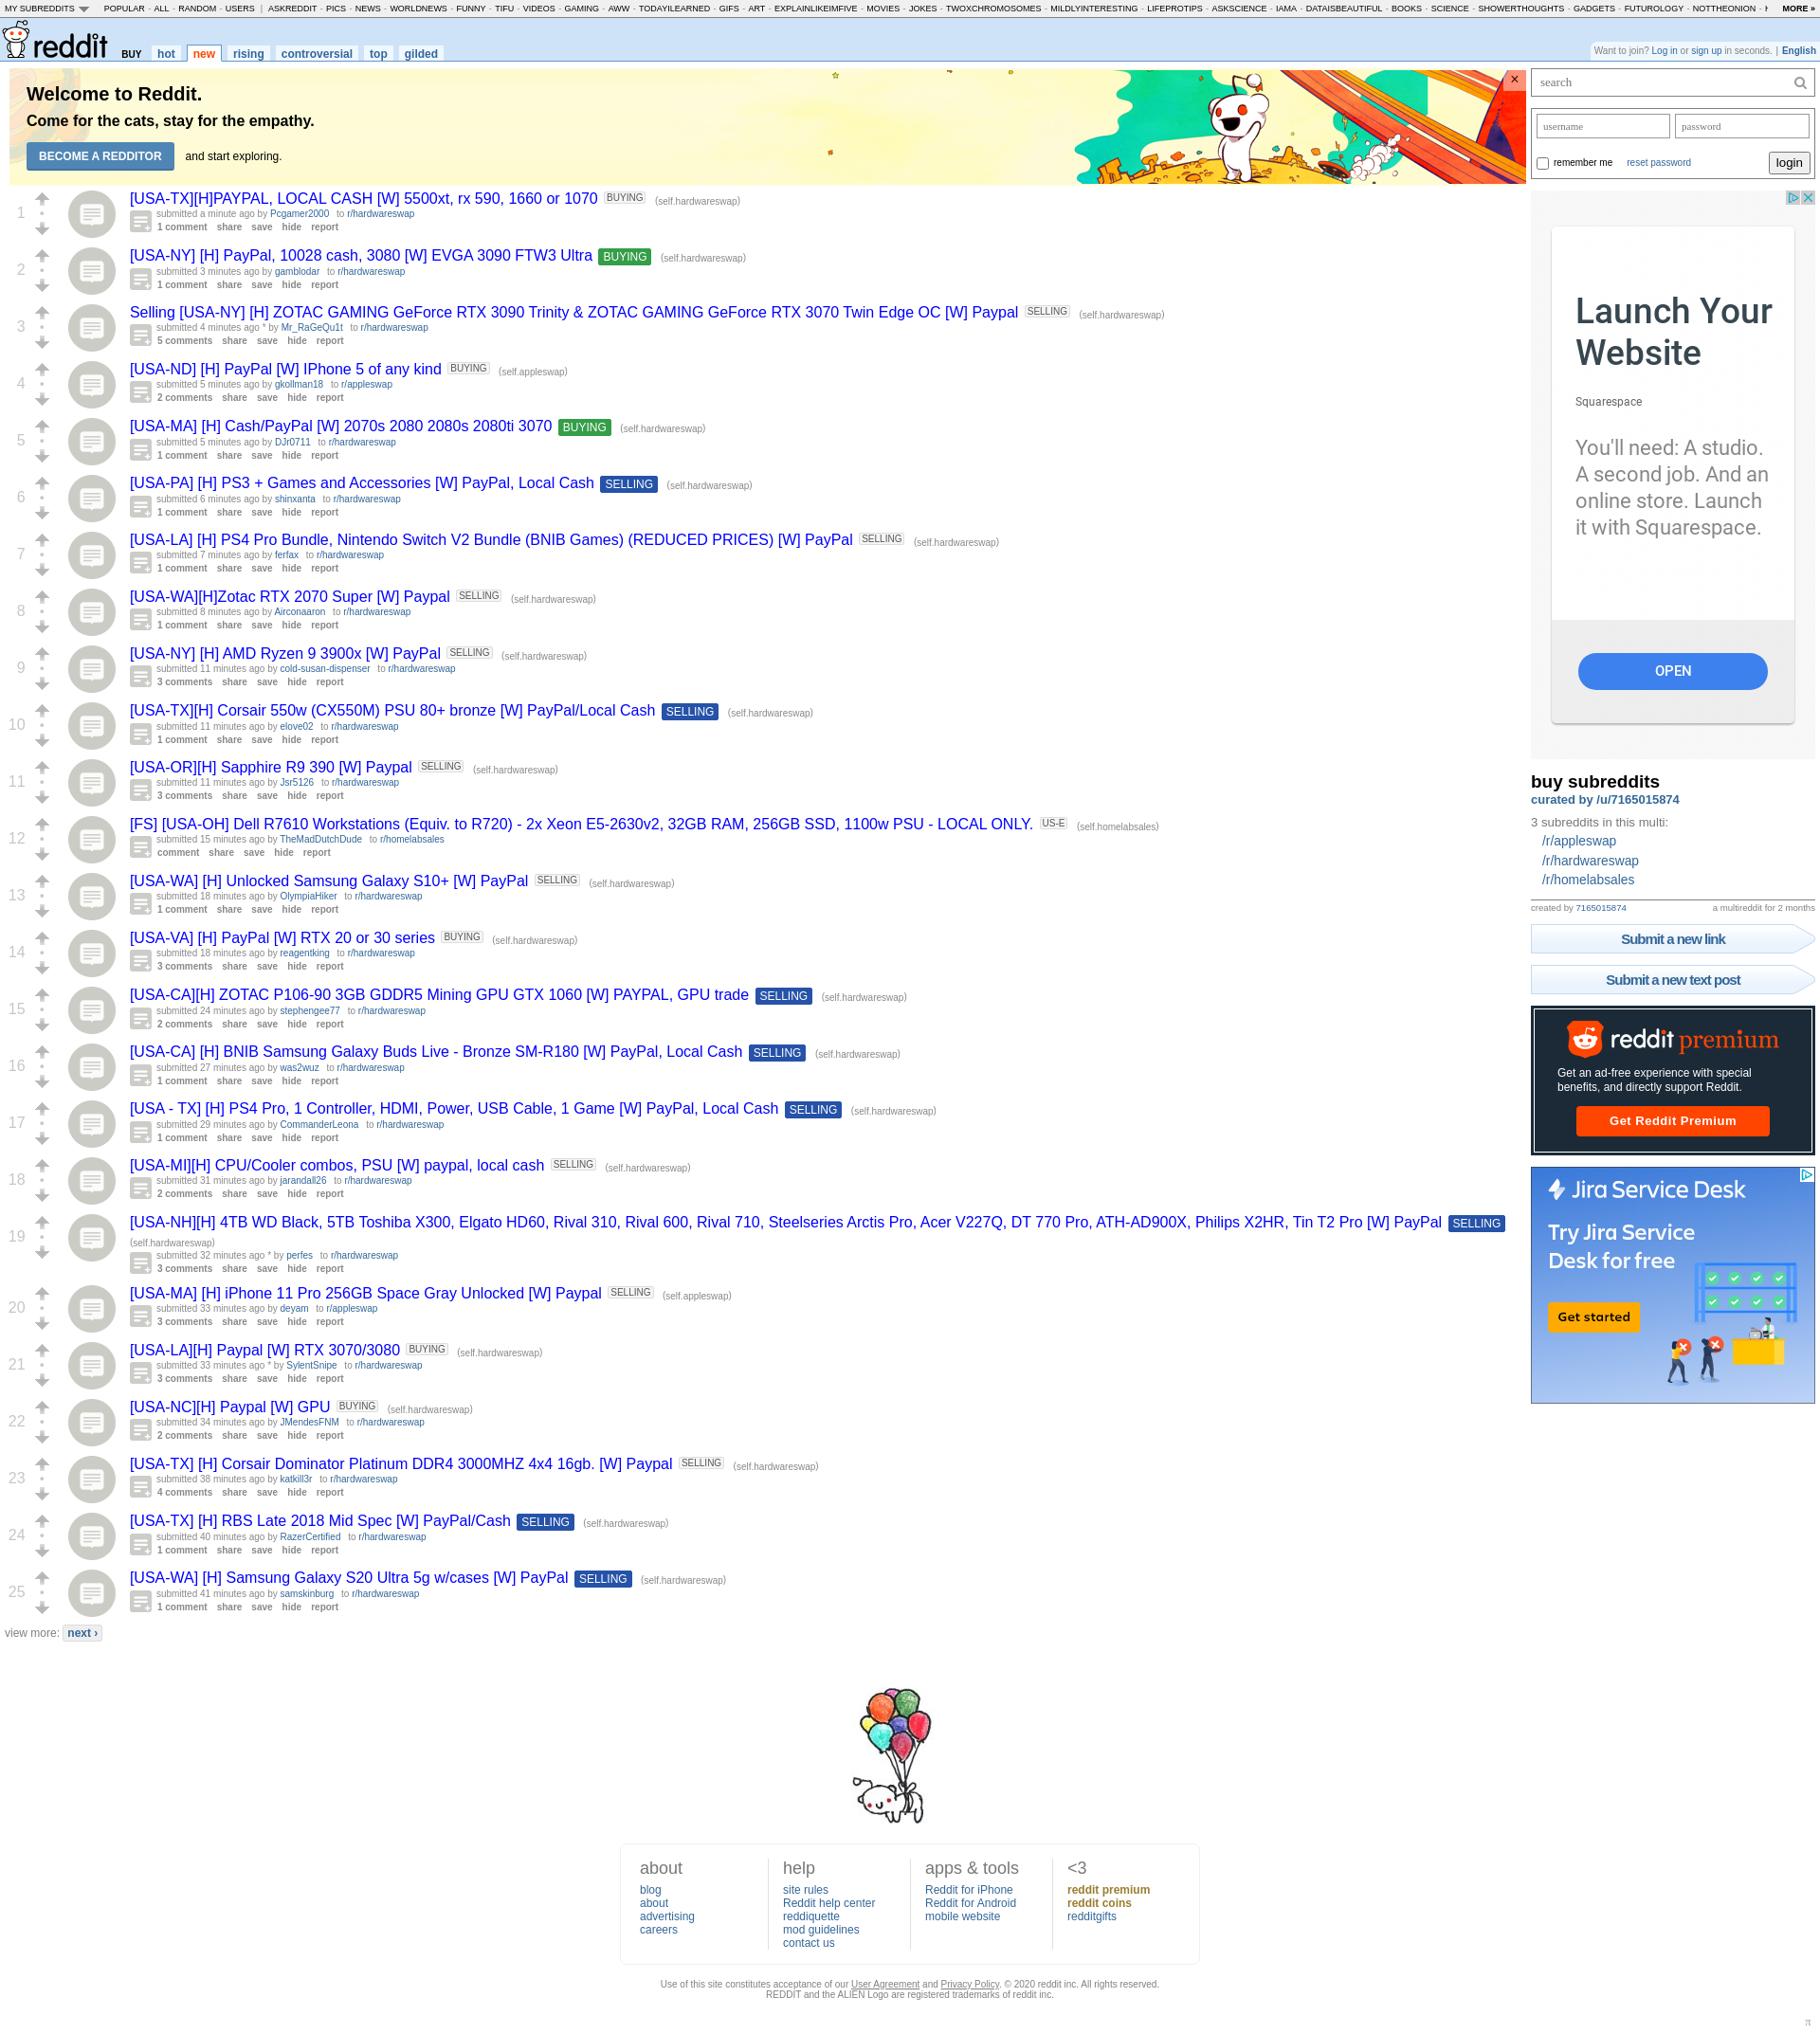 MY SUBREDDITS POPULAR - ALL - RANDOM - USERS | ASKREDDIT - PICS - NEWS - WORLDNEWS - FUNNY - TIFU - VIDEOS - GAMING - AWW - TODAYILEARNED - GIFS - ART - EXPLAINLIKEIMFIVE - MOVIES - JOKES - TWOXCHROMOSOMES - MILDLYINTERESTING - LIFEPROTIPS - ASKSCIENCE - IAMA - DATAISBEAUTIFUL - BOOKS - SCIENCE - SHOWERTHOUGHTS - GADGETS - FUTUROLOGY - NOTTHEONION - MORE »
reddit BUY hot new rising controversial top gilded
Want to join? Log in or sign up in seconds. | English
Welcome to Reddit.
Come for the cats, stay for the empathy.
BECOME A REDDITOR and start exploring.
×
1
[USA-TX][H]PAYPAL, LOCAL CASH [W] 5500xt, rx 590, 1660 or 1070 BUYING (self.hardwareswap)
submitted a minute ago by Pcgamer2000 to r/hardwareswap
1 comment share save hide report
2
[USA-NY] [H] PayPal, 10028 cash, 3080 [W] EVGA 3090 FTW3 Ultra BUYING (self.hardwareswap)
submitted 3 minutes ago by gamblodar to r/hardwareswap
1 comment share save hide report
3
Selling [USA-NY] [H] ZOTAC GAMING GeForce RTX 3090 Trinity & ZOTAC GAMING GeForce RTX 3070 Twin Edge OC [W] Paypal SELLING (self.hardwareswap)
submitted 4 minutes ago * by Mr_RaGeQu1t to r/hardwareswap
5 comments share save hide report
4
[USA-ND] [H] PayPal [W] IPhone 5 of any kind BUYING (self.appleswap)
submitted 5 minutes ago by gkollman18 to r/appleswap
2 comments share save hide report
5
[USA-MA] [H] Cash/PayPal [W] 2070s 2080 2080s 2080ti 3070 BUYING (self.hardwareswap)
submitted 5 minutes ago by DJr0711 to r/hardwareswap
1 comment share save hide report
6
[USA-PA] [H] PS3 + Games and Accessories [W] PayPal, Local Cash SELLING (self.hardwareswap)
submitted 6 minutes ago by shinxanta to r/hardwareswap
1 comment share save hide report
7
[USA-LA] [H] PS4 Pro Bundle, Nintendo Switch V2 Bundle (BNIB Games) (REDUCED PRICES) [W] PayPal SELLING (self.hardwareswap)
submitted 7 minutes ago by ferfax to r/hardwareswap
1 comment share save hide report
8
[USA-WA][H]Zotac RTX 2070 Super [W] Paypal SELLING (self.hardwareswap)
submitted 8 minutes ago by Airconaaron to r/hardwareswap
1 comment share save hide report
9
[USA-NY] [H] AMD Ryzen 9 3900x [W] PayPal SELLING (self.hardwareswap)
submitted 11 minutes ago by cold-susan-dispenser to r/hardwareswap
3 comments share save hide report
10
[USA-TX][H] Corsair 550w (CX550M) PSU 80+ bronze [W] PayPal/Local Cash SELLING (self.hardwareswap)
submitted 11 minutes ago by elove02 to r/hardwareswap
1 comment share save hide report
11
[USA-OR][H] Sapphire R9 390 [W] Paypal SELLING (self.hardwareswap)
submitted 11 minutes ago by Jsr5126 to r/hardwareswap
3 comments share save hide report
12
[FS] [USA-OH] Dell R7610 Workstations (Equiv. to R720) - 2x Xeon E5-2630v2, 32GB RAM, 256GB SSD, 1100w PSU - LOCAL ONLY. US-E (self.homelabsales)
submitted 15 minutes ago by TheMadDutchDude to r/homelabsales
comment share save hide report
13
[USA-WA] [H] Unlocked Samsung Galaxy S10+ [W] PayPal SELLING (self.hardwareswap)
submitted 18 minutes ago by OlympiaHiker to r/hardwareswap
1 comment share save hide report
14
[USA-VA] [H] PayPal [W] RTX 20 or 30 series BUYING (self.hardwareswap)
submitted 18 minutes ago by reagentking to r/hardwareswap
3 comments share save hide report
15
[USA-CA][H] ZOTAC P106-90 3GB GDDR5 Mining GPU GTX 1060 [W] PAYPAL, GPU trade SELLING (self.hardwareswap)
submitted 24 minutes ago by stephengee77 to r/hardwareswap
2 comments share save hide report
16
[USA-CA] [H] BNIB Samsung Galaxy Buds Live - Bronze SM-R180 [W] PayPal, Local Cash SELLING (self.hardwareswap)
submitted 27 minutes ago by was2wuz to r/hardwareswap
1 comment share save hide report
17
[USA - TX] [H] PS4 Pro, 1 Controller, HDMI, Power, USB Cable, 1 Game [W] PayPal, Local Cash SELLING (self.hardwareswap)
submitted 29 minutes ago by CommanderLeona to r/hardwareswap
1 comment share save hide report
18
[USA-MI][H] CPU/Cooler combos, PSU [W] paypal, local cash SELLING (self.hardwareswap)
submitted 31 minutes ago by jarandall26 to r/hardwareswap
2 comments share save hide report
19
[USA-NH][H] 4TB WD Black, 5TB Toshiba X300, Elgato HD60, Rival 310, Rival 600, Rival 710, Steelseries Arctis Pro, Acer V227Q, DT 770 Pro, ATH-AD900X, Philips X2HR, Tin T2 Pro [W] PayPal SELLING
(self.hardwareswap)
submitted 32 minutes ago * by perfes to r/hardwareswap
3 comments share save hide report
20
[USA-MA] [H] iPhone 11 Pro 256GB Space Gray Unlocked [W] Paypal SELLING (self.appleswap)
submitted 33 minutes ago by deyam to r/appleswap
3 comments share save hide report
21
[USA-LA][H] Paypal [W] RTX 3070/3080 BUYING (self.hardwareswap)
submitted 33 minutes ago * by SylentSnipe to r/hardwareswap
3 comments share save hide report
22
[USA-NC][H] Paypal [W] GPU BUYING (self.hardwareswap)
submitted 34 minutes ago by JMendesFNM to r/hardwareswap
2 comments share save hide report
23
[USA-TX] [H] Corsair Dominator Platinum DDR4 3000MHZ 4x4 16gb. [W] Paypal SELLING (self.hardwareswap)
submitted 38 minutes ago by katkill3r to r/hardwareswap
4 comments share save hide report
24
[USA-TX] [H] RBS Late 2018 Mid Spec [W] PayPal/Cash SELLING (self.hardwareswap)
submitted 40 minutes ago by RazerCertified to r/hardwareswap
1 comment share save hide report
25
[USA-WA] [H] Samsung Galaxy S20 Ultra 5g w/cases [W] PayPal SELLING (self.hardwareswap)
submitted 41 minutes ago by samskinburg to r/hardwareswap
1 comment share save hide report
view more: next ›
search
username password
remember me reset password login
Launch Your
Website
Squarespace
You'll need: A studio.
A second job. And an
online store. Launch
it with Squarespace.
OPEN
buy subreddits
curated by /u/7165015874
3 subreddits in this multi:
/r/appleswap
/r/hardwareswap
/r/homelabsales
created by 7165015874 a multireddit for 2 months
Submit a new link
Submit a new text post
reddit premium
Get an ad-free experience with special
benefits, and directly support Reddit.
Get Reddit Premium
Jira Service Desk
Try Jira Service
Desk for free
Get started
about
blog
about
advertising
careers
help
site rules
Reddit help center
reddiquette
mod guidelines
contact us
apps & tools
Reddit for iPhone
Reddit for Android
mobile website
<3
reddit premium
reddit coins
redditgifts
Use of this site constitutes acceptance of our User Agreement and Privacy Policy. © 2020 reddit inc. All rights reserved.
REDDIT and the ALIEN Logo are registered trademarks of reddit inc.
π